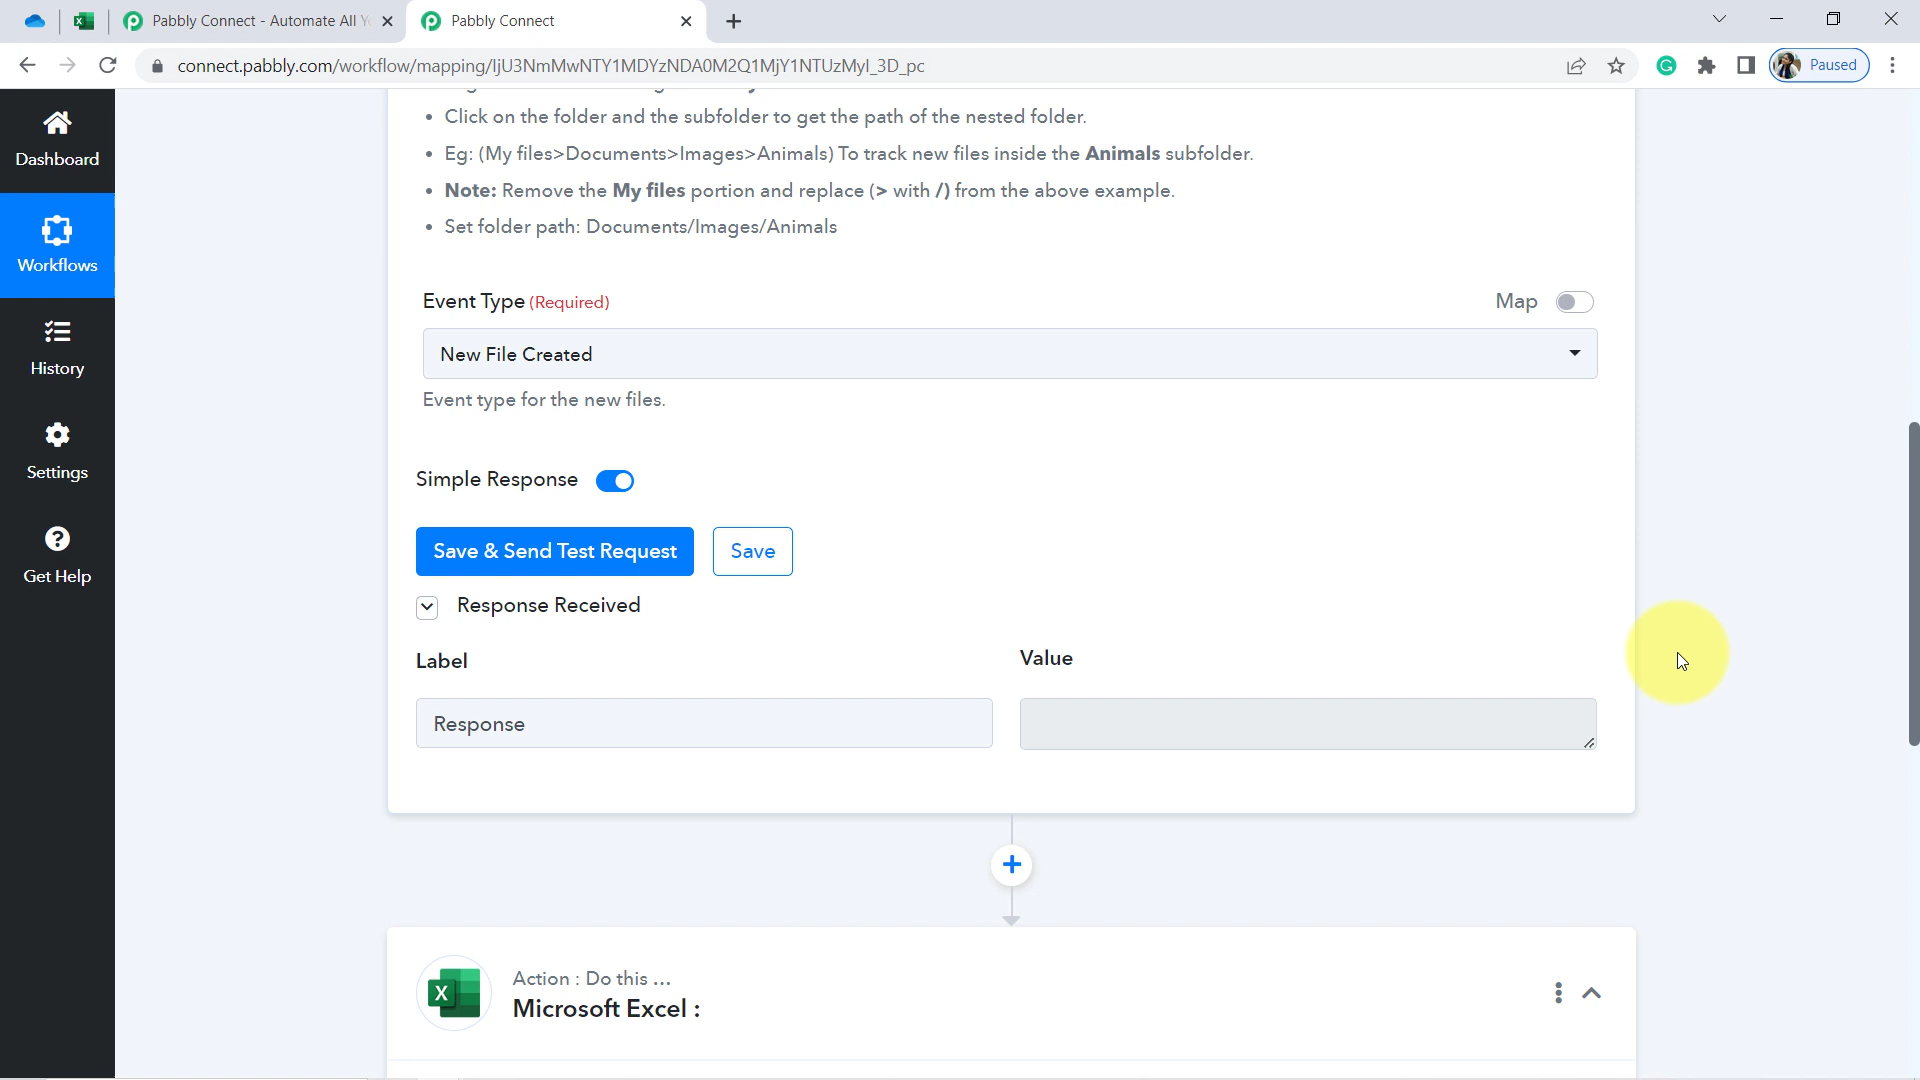 Pabbly Connect - Automate All Y
Pabbly Connect
connect.pabbly.com/workflow/mapping/IjU3NmMwNTY1MDYzNDA0M2Q1MjY1NTUzMyI_3D_pc
Paused
Dashboard
Workflows
History
Settings
Get Help
• Click on the folder and the subfolder to get the path of the nested folder.
• Eg: (My files>Documents>Images>Animals) To track new files inside the Animals subfolder.
• Note: Remove the My files portion and replace (> with /) from the above example.
• Set folder path: Documents/Images/Animals
Event Type (Required)
Map
New File Created
Event type for the new files.
Simple Response
Save & Send Test Request
Save
Response Received
Label
Value
Response
Action : Do this ...
Microsoft Excel :